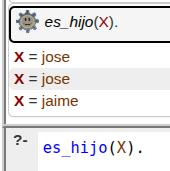 es_hijo(X).
X = jose
X = jose
X = jaime
?- es_hijo(X).